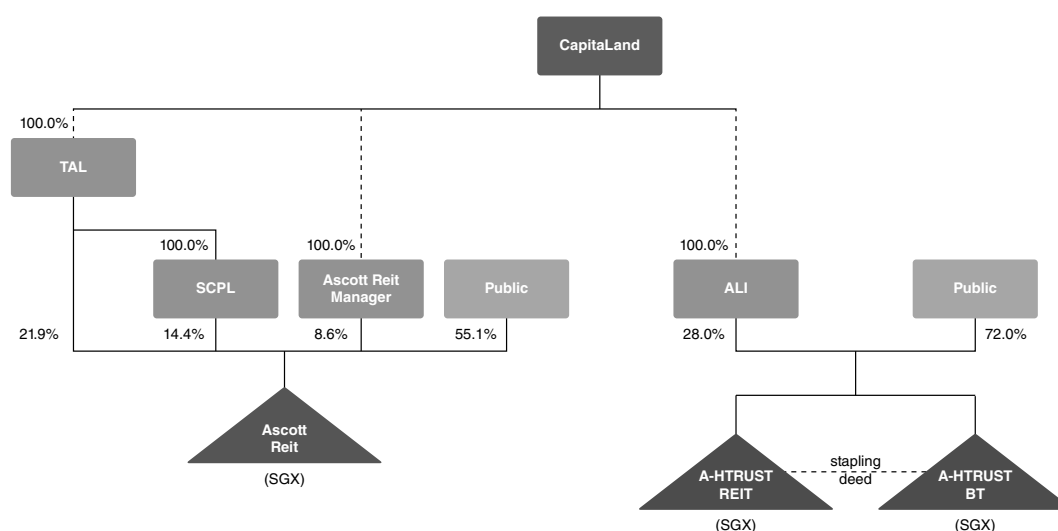 CapitaLand
100.0%
TAL
100.0%
100.0%
100.0%
SCPL
Ascott Reit
Manager
Public
ALI
Public
21.9%
14.4%
8.6%
55.1%
28.0%
72.0%
Ascott
Reit
(SGX)
A-HTRUST
REIT
stapling
deed
A-HTRUST
BT
(SGX)
(SGX)